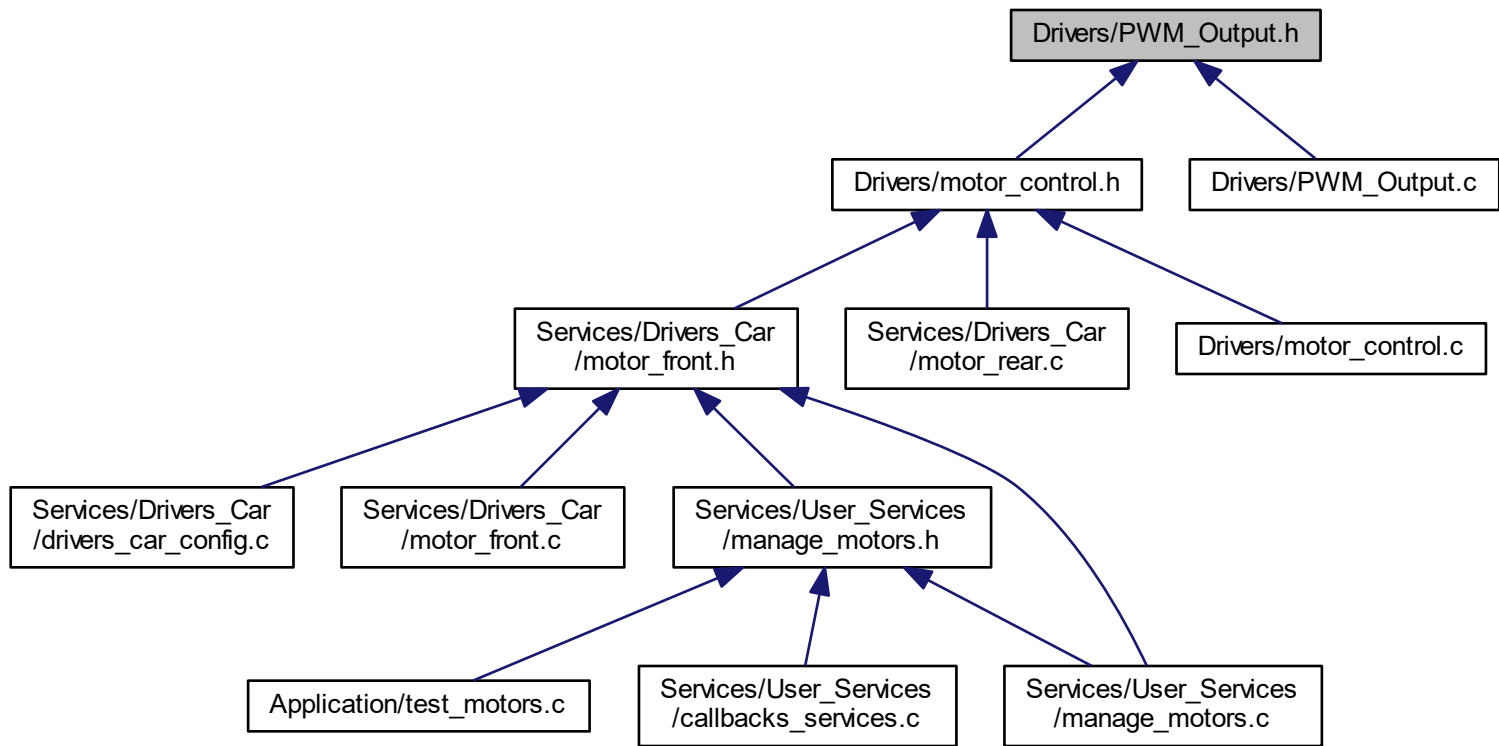 Drivers/PWM_Output.h
Drivers/motor_control.h
Drivers/PWM_Output.c
Services/Drivers_Car
/motor_front.h
Services/Drivers_Car
/motor_rear.c
Drivers/motor_control.c
Services/Drivers_Car
/drivers_car_config.c
Services/Drivers_Car
/motor_front.c
Services/User_Services
/manage_motors.h
Application/test_motors.c
Services/User_Services
/callbacks_services.c
Services/User_Services
/manage_motors.c